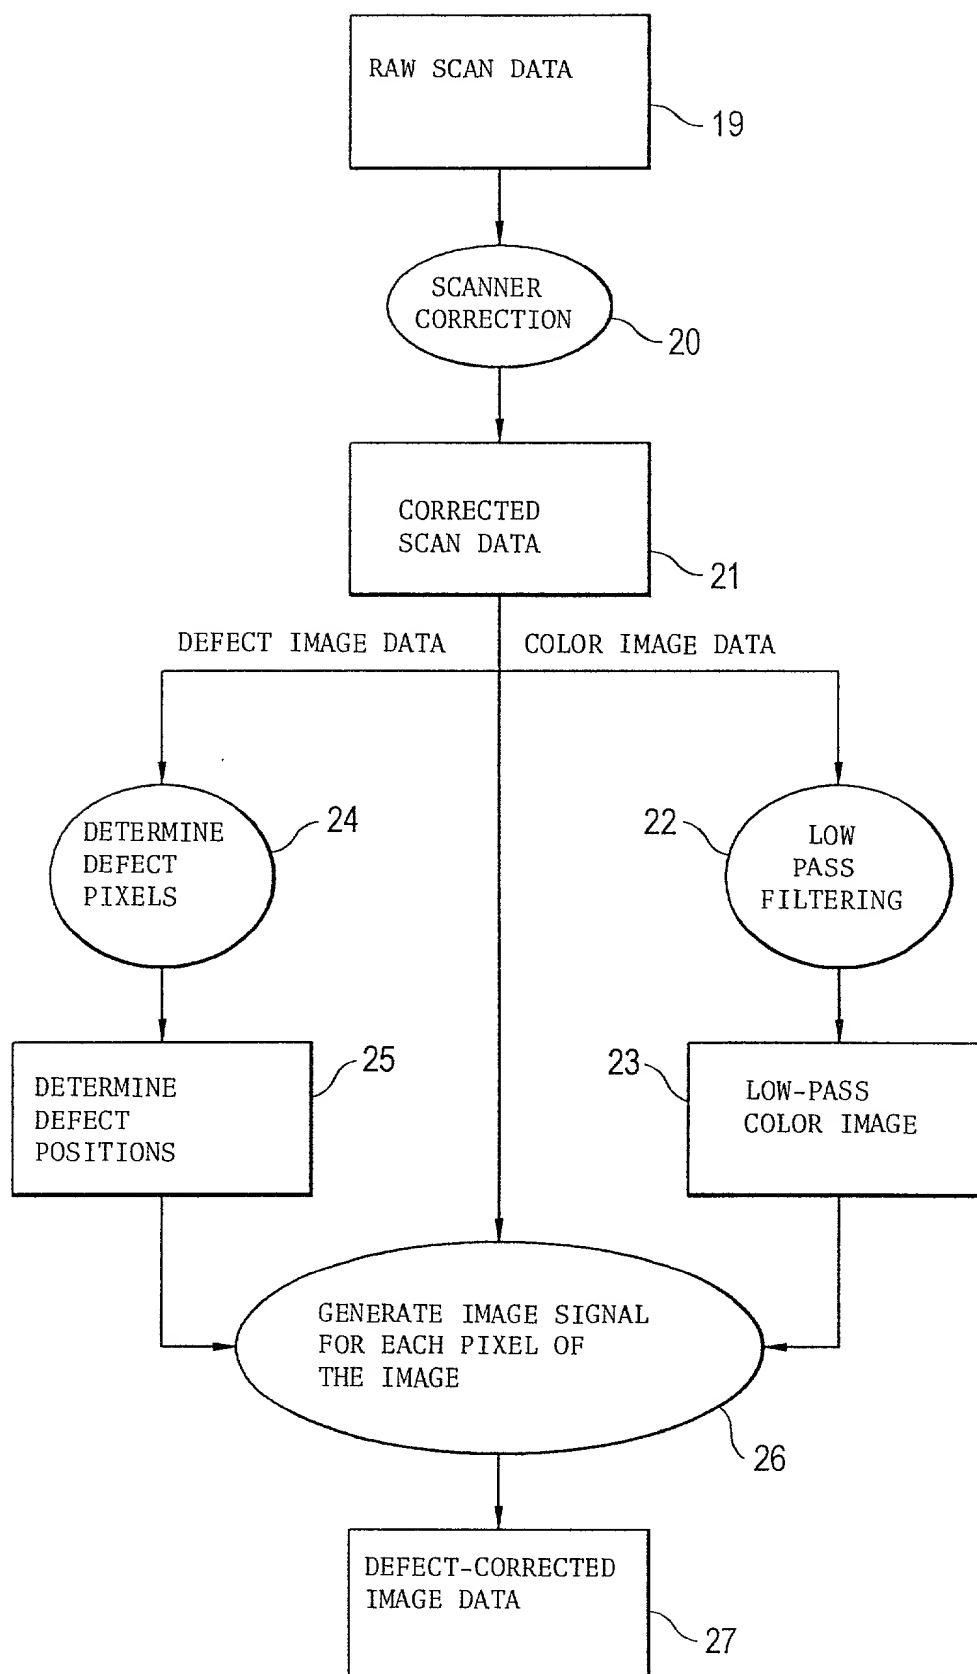 RAW SCAN DATA
19
SCANNER
CORRECTION
20
CORRECTED
SCAN DATA
21
DEFECT IMAGE DATA
COLOR IMAGE DATA
DETERMINE
DEFECT
PIXELS
24
22
LOW
PASS
FILTERING
DETERMINE
DEFECT
POSITIONS
25
23
LOW-PASS
COLOR IMAGE
GENERATE IMAGE SIGNAL
FOR EACH PIXEL OF
THE IMAGE
26
DEFECT-CORRECTED
IMAGE DATA
27